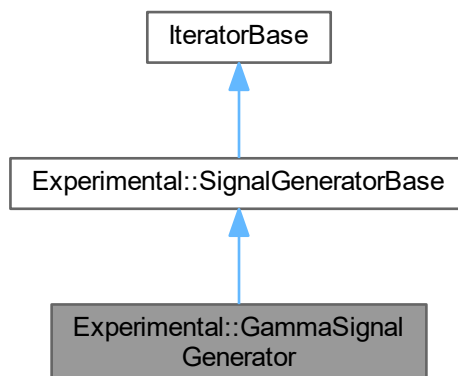 IteratorBase
Experimental::SignalGeneratorBase
Experimental::GammaSignal
Generator